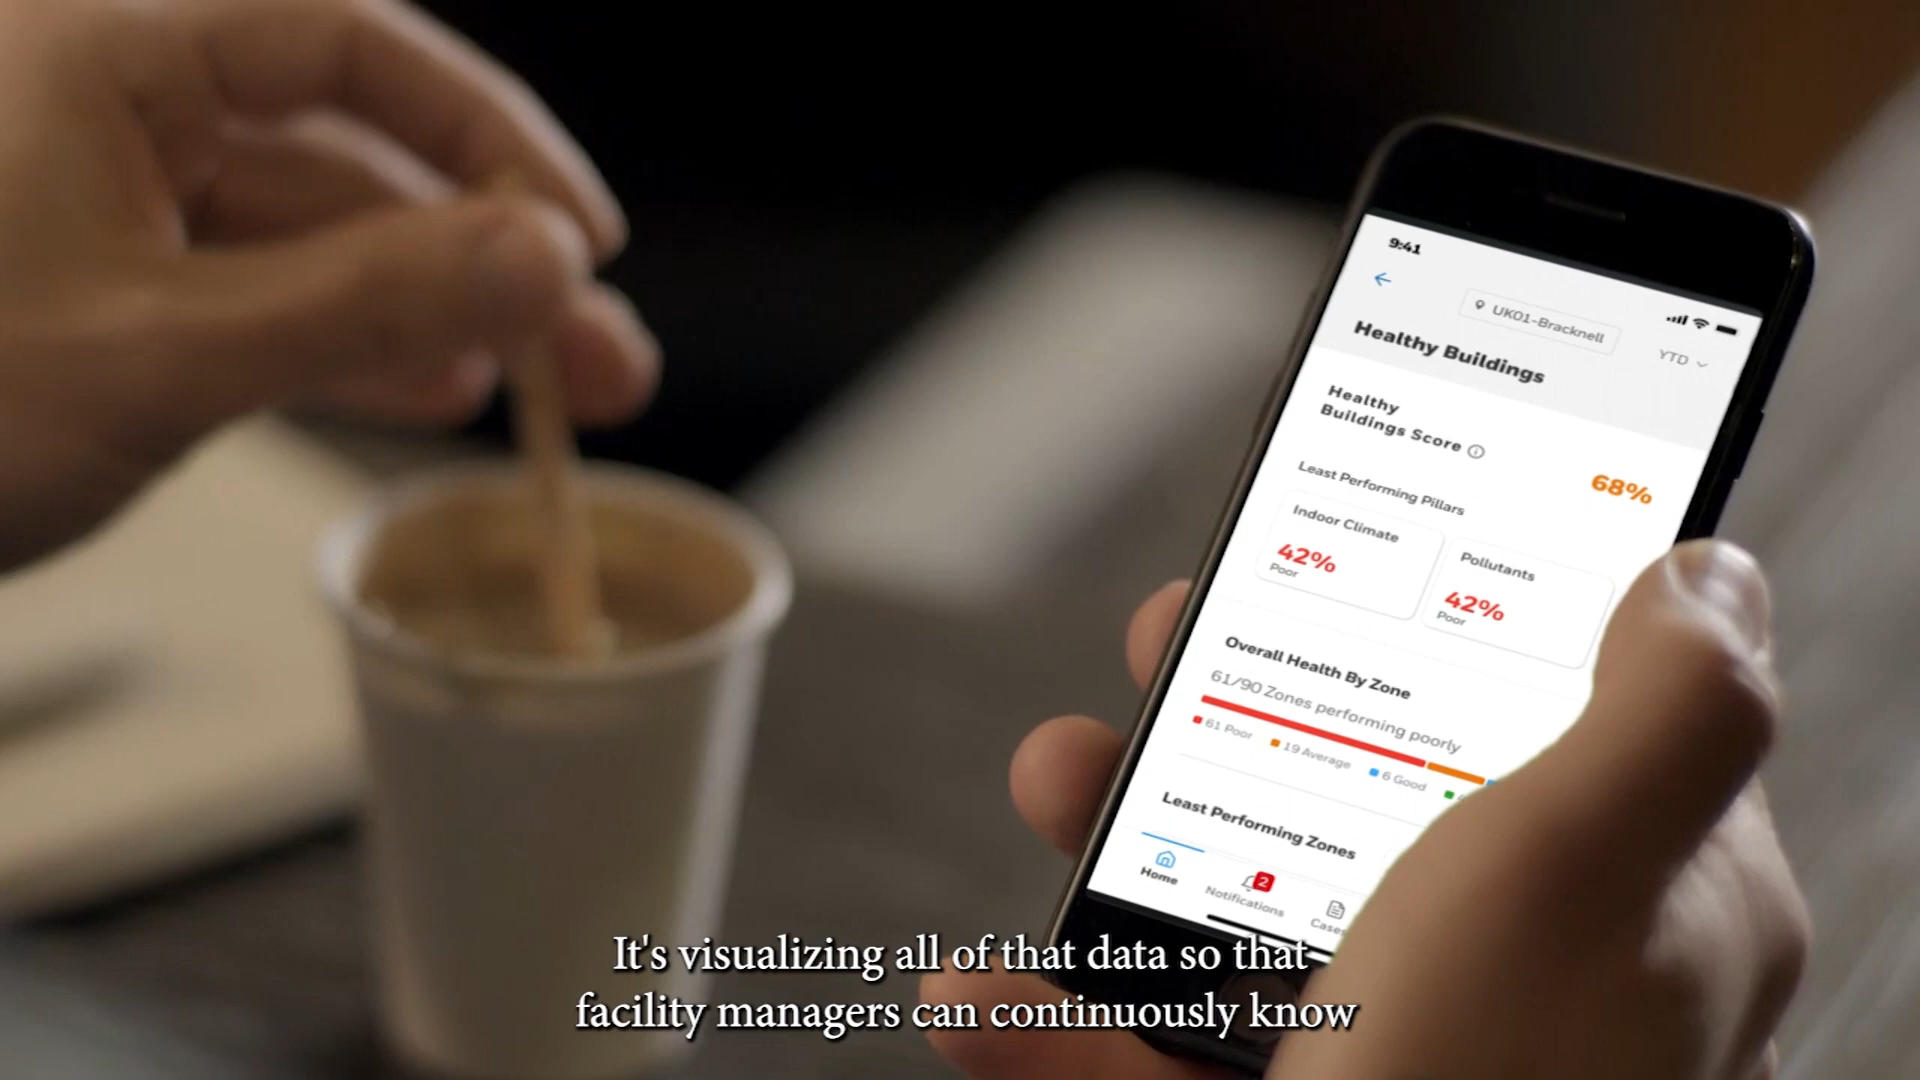 9:41
UK01-Bracknell
Healthy Buildings
YTD
Healthy
Buildings Score
68%
Least Performing Pillars
Indoor Climate
42%
Poor
Pollutants
42%
Poor
Overall Health By Zone
61/90 Zones performing poorly
61 Poor
19 Average
6 Good
Least Performing Zones
Home
2
Notifications
Cases
It's visualizing all of that data so that
facility managers can continuously know